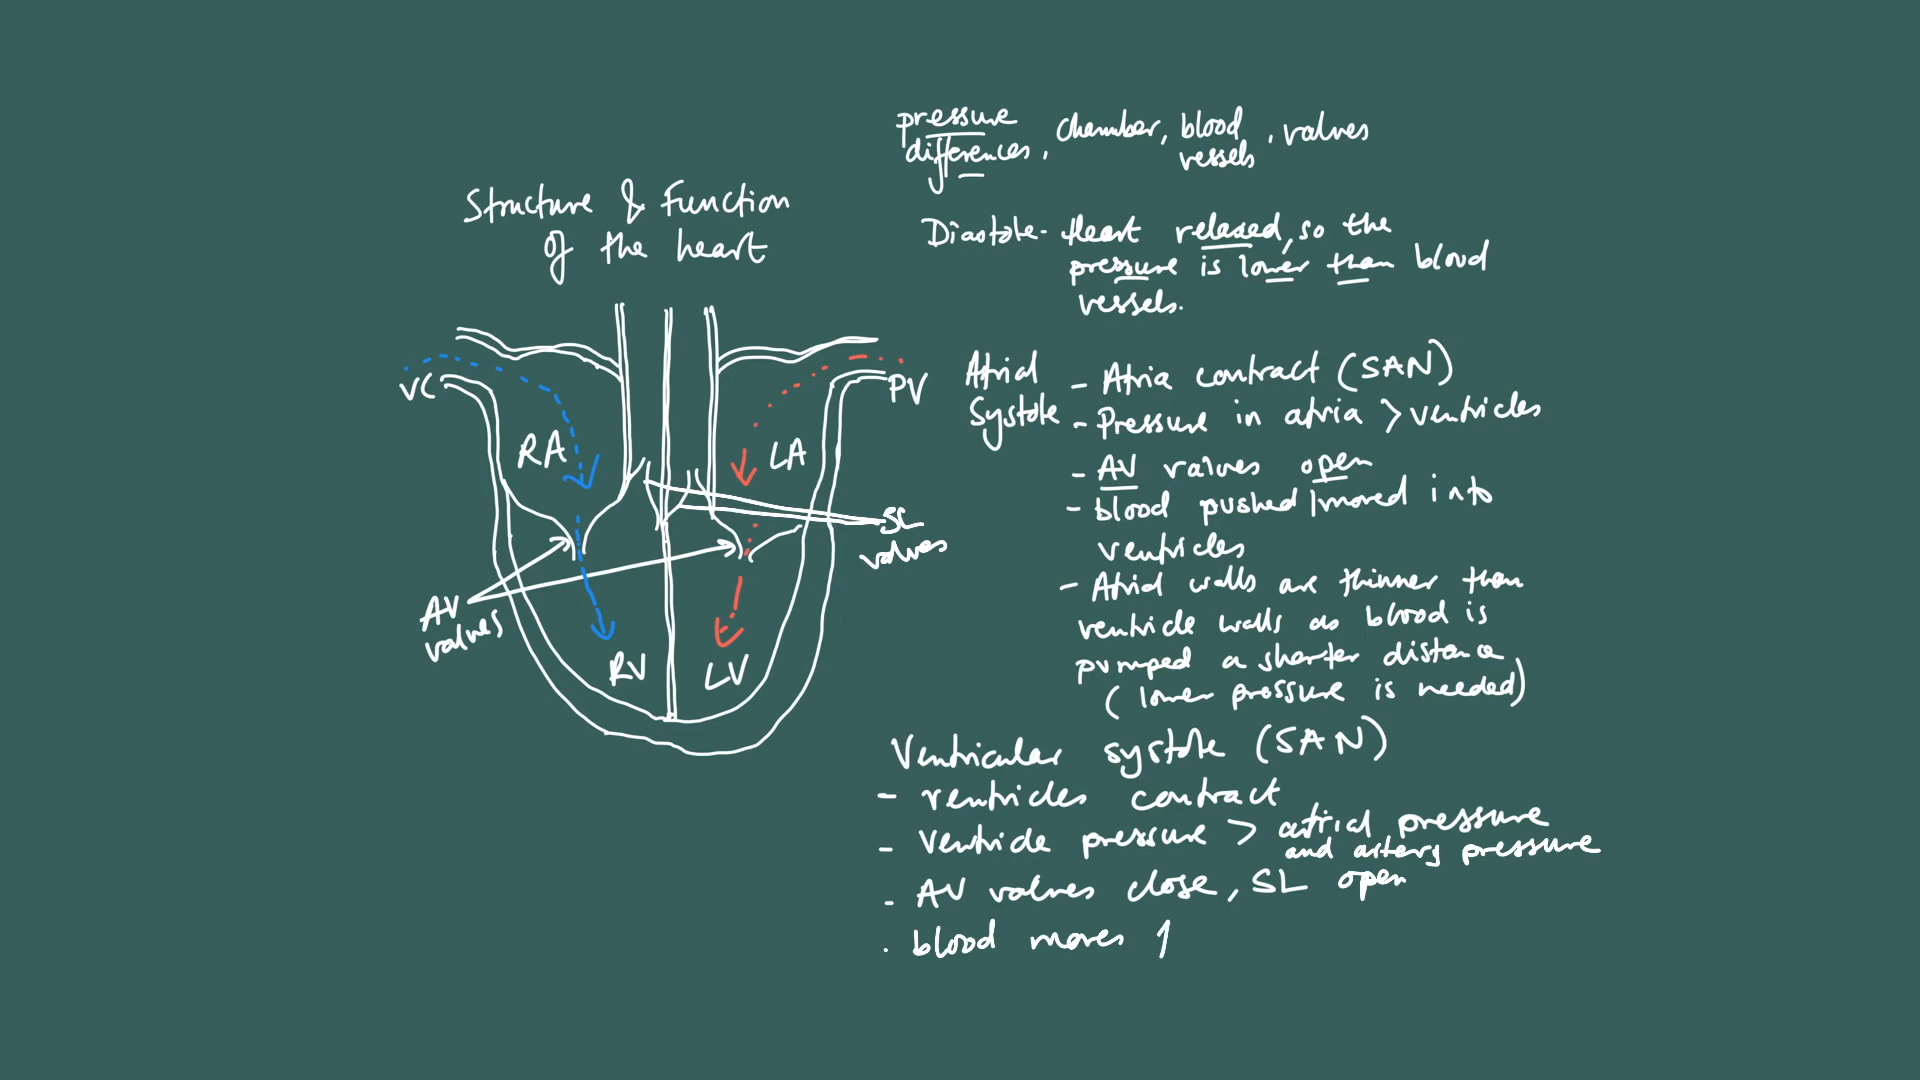 Structure & Function
of the heart
pressure
differences, chamber, blood vessels, valves
Diastole - Heart relaxed, so the
pressure is lower than blood
vessels.
VC
PV
RA
LA
SL
valves
AV
valves
RV
LV
Atrial
Systole
- Atria contract (SAN)
- Pressure in atria > ventricles
- AV valves open
- blood pushed / moved into
ventricles
- Atrial walls are thinner than
ventricle walls as blood is
pumped a shorter distance
(lower pressure is needed)
Ventricular systole (SAN)
- ventricles contract
- Ventricle pressure > atrial pressure
and artery pressure
- AV valves close, SL open
. blood moves